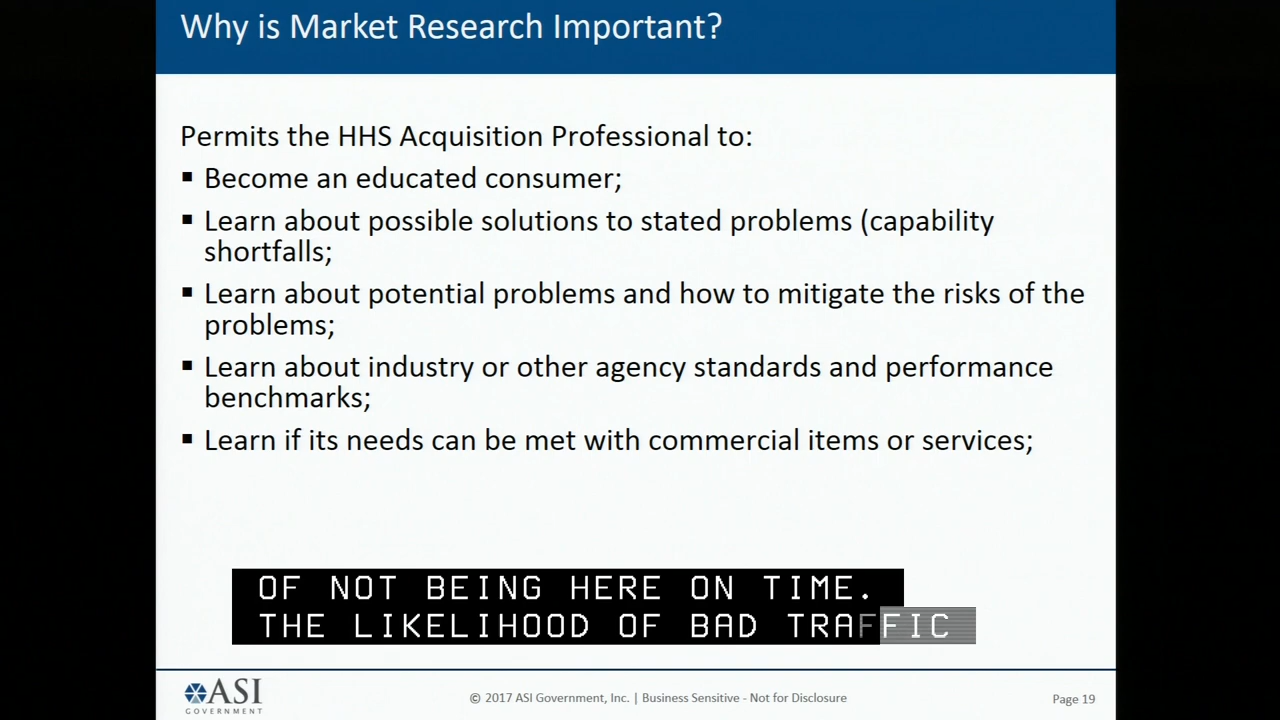 Why is Market Research Important?
Permits the HHS Acquisition Professional to:
▪ Become an educated consumer;
▪ Learn about possible solutions to stated problems (capability
shortfalls;
▪ Learn about potential problems and how to mitigate the risks of the
problems;
▪ Learn about industry or other agency standards and performance
benchmarks;
▪ Learn if its needs can be met with commercial items or services;
OF NOT BEING HERE ON TIME.
THE LIKELIHOOD OF BAD TRAFFIC
ASI
GOVERNMENT
© 2017 ASI Government, Inc. | Business Sensitive - Not for Disclosure
Page 19